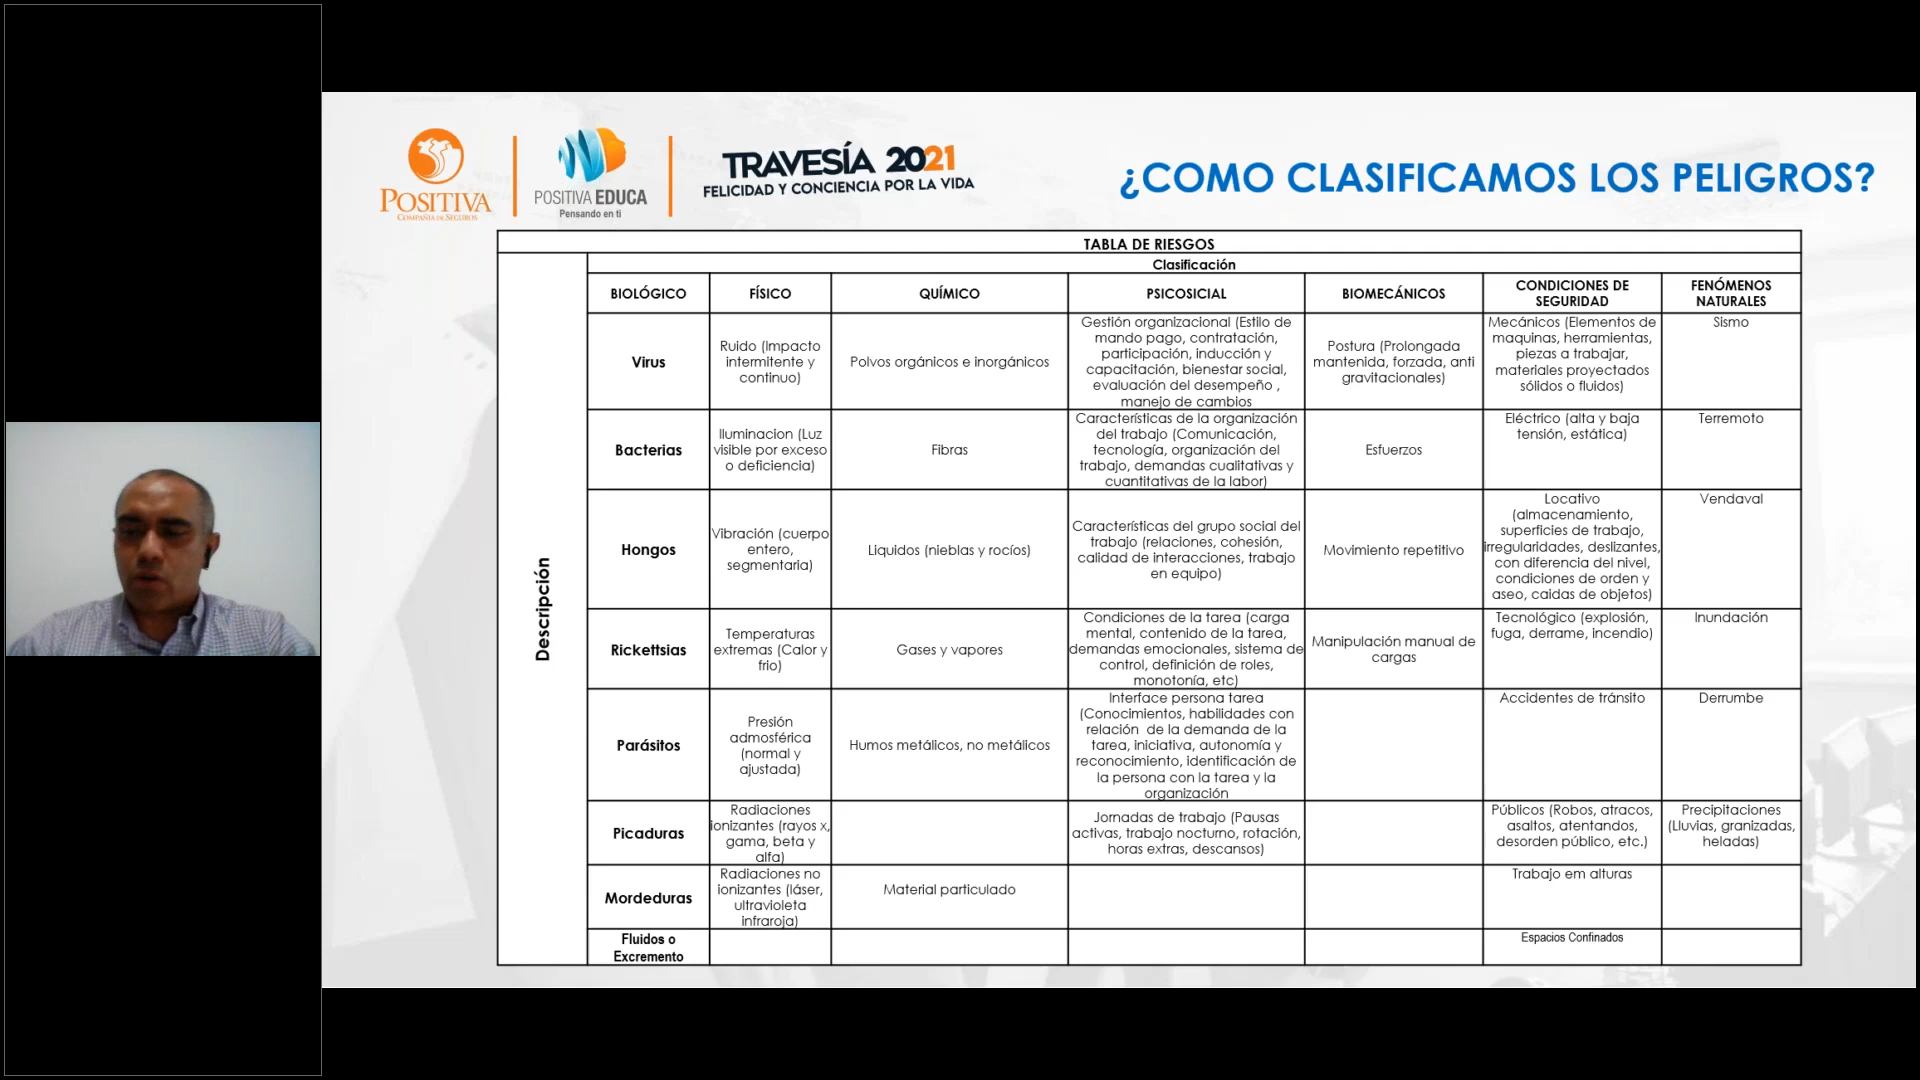 POSITIVA
COMPAÑIA DE SEGUROS
POSITIVA EDUCA
Pensando en ti
TRAVESÍA 2021
FELICIDAD Y CONCIENCIA POR LA VIDA
¿COMO CLASIFICAMOS LOS PELIGROS?
TABLA DE RIESGOS
Clasificación
BIOLÓGICO
FÍSICO
QUÍMICO
PSICOSICIAL
BIOMECÁNICOS
CONDICIONES DE
SEGURIDAD
FENÓMENOS
NATURALES
Descripción
Virus
Ruido (Impacto
intermitente y
continuo)
Polvos orgánicos e inorgánicos
Gestión organizacional (Estilo de
mando pago, contratación,
participación, inducción y
capacitación, bienestar social,
evaluación del desempeño ,
manejo de cambios
Postura (Prolongada
mantenida, forzada, anti
gravitacionales)
Mecánicos (Elementos de
maquinas, herramientas,
piezas a trabajar,
materiales proyectados
sólidos o fluidos)
Sismo
Bacterias
Iluminacion (Luz
visible por exceso
o deficiencia)
Fibras
Características de la organización
del trabajo (Comunicación,
tecnología, organización del
trabajo, demandas cualitativas y
cuantitativas de la labor)
Esfuerzos
Eléctrico (alta y baja
tensión, estática)
Terremoto
Hongos
Vibración (cuerpo
entero,
segmentaria)
Liquidos (nieblas y rocíos)
Características del grupo social del
trabajo (relaciones, cohesión,
calidad de interacciones, trabajo
en equipo)
Movimiento repetitivo
Locativo
(almacenamiento,
superficies de trabajo,
irregularidades, deslizantes,
con diferencia del nivel,
condiciones de orden y
aseo, caidas de objetos)
Vendaval
Rickettsias
Temperaturas
extremas (Calor y
frio)
Gases y vapores
Condiciones de la tarea (carga
mental, contenido de la tarea,
demandas emocionales, sistema de
control, definición de roles,
monotonía, etc)
Manipulación manual de
cargas
Tecnológico (explosión,
fuga, derrame, incendio)
Inundación
Parásitos
Presión
admosférica
(normal y
ajustada)
Humos metálicos, no metálicos
Interface persona tarea
(Conocimientos, habilidades con
relación de la demanda de la
tarea, iniciativa, autonomía y
reconocimiento, identificación de
la persona con la tarea y la
organización
Accidentes de tránsito
Derrumbe
Picaduras
Radiaciones
ionizantes (rayos x,
gama, beta y
alfa)
Jornadas de trabajo (Pausas
activas, trabajo nocturno, rotación,
horas extras, descansos)
Públicos (Robos, atracos,
asaltos, atentandos,
desorden público, etc.)
Precipitaciones
(Lluvias, granizadas,
heladas)
Mordeduras
Radiaciones no
ionizantes (láser,
ultravioleta
infraroja)
Material particulado
Trabajo em alturas
Fluidos o
Excremento
Espacios Confinados